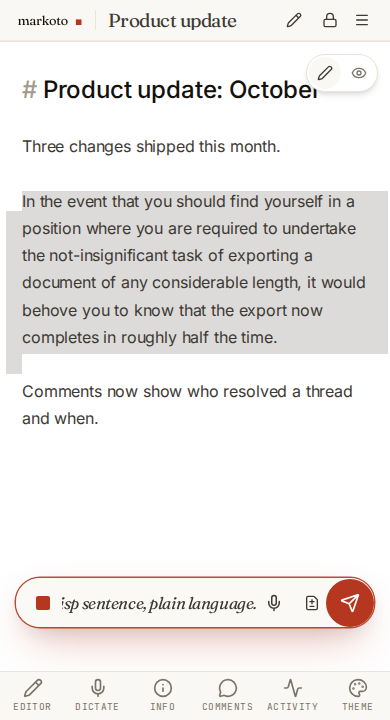 markoto
Product update
# Product update: October
Three changes shipped this month.
In the event that you should find yourself in a
position where you are required to undertake
the not-insignificant task of exporting a
document of any considerable length, it would
behove you to know that the export now
completes in roughly half the time.
Comments now show who resolved a thread
and when.
sentence, plain language.
EDITOR DICTATE INFO COMMENTS ACTIVITY THEME